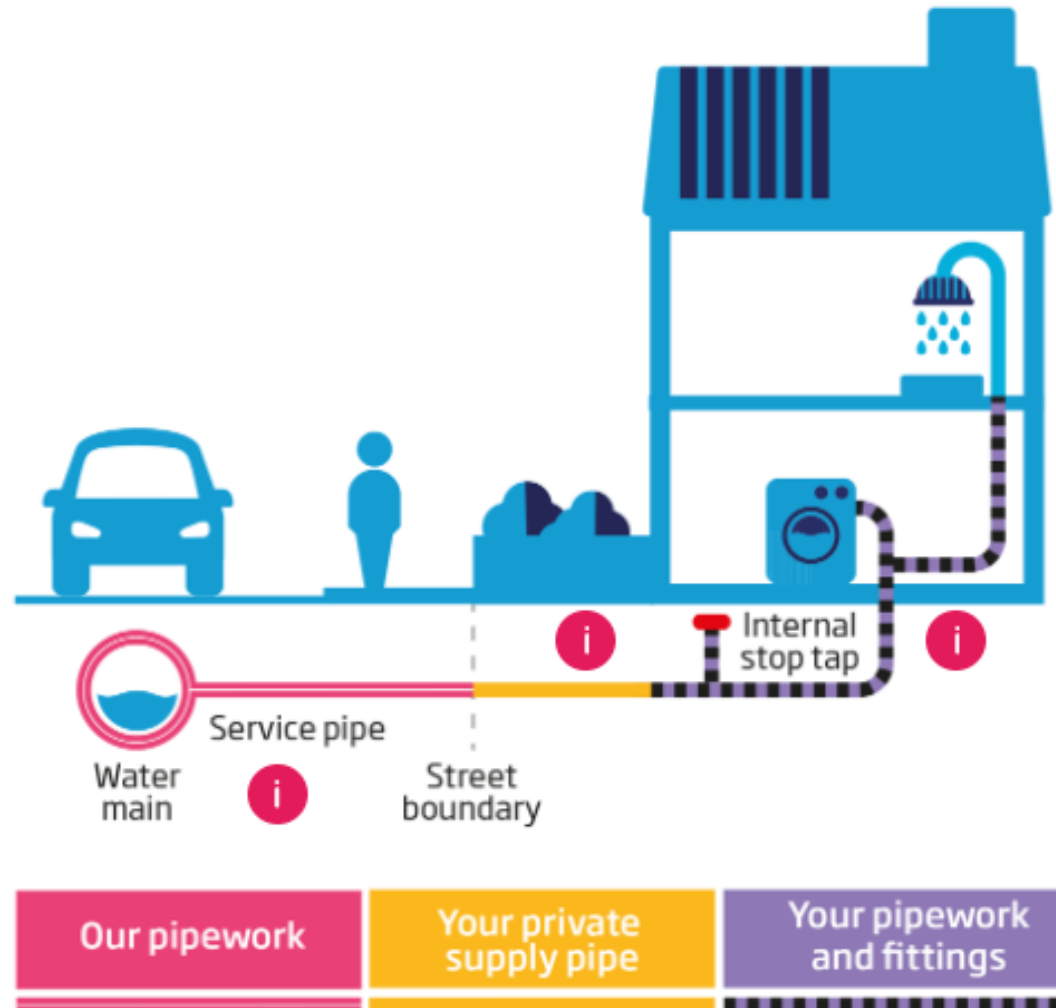 i
Internal
stop tap
i
Service pipe
Water
main
i
Street
boundary
Our pipework
Your private
supply pipe
Your pipework
and fittings